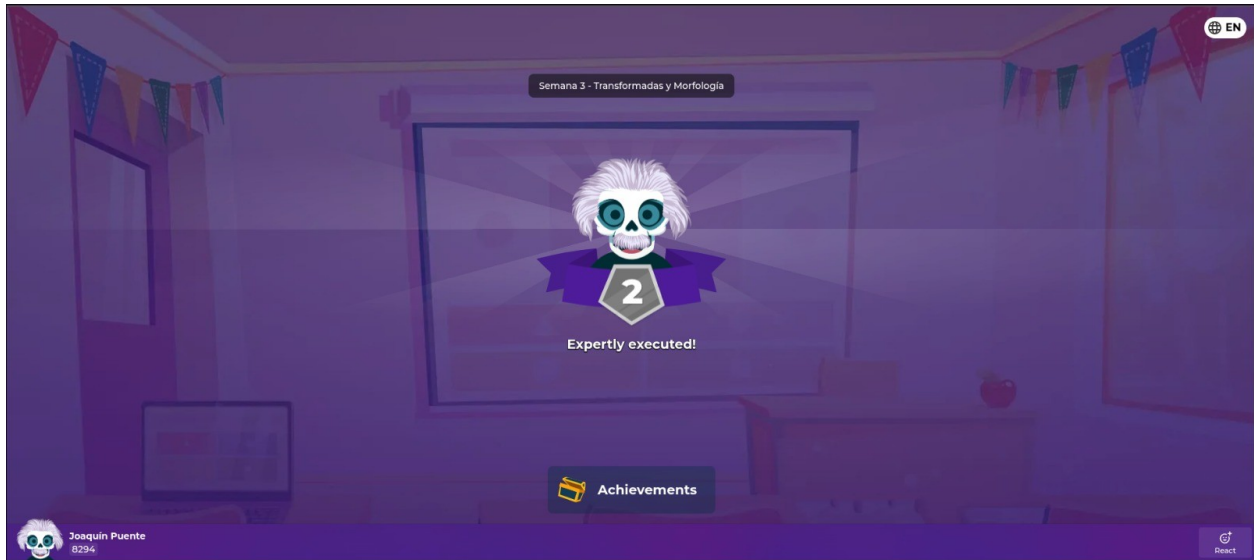 EN
Semana 3 - Transformadas y Morfología
2
Expertly executed!
Achievements
Joaquín Puente
8294
React